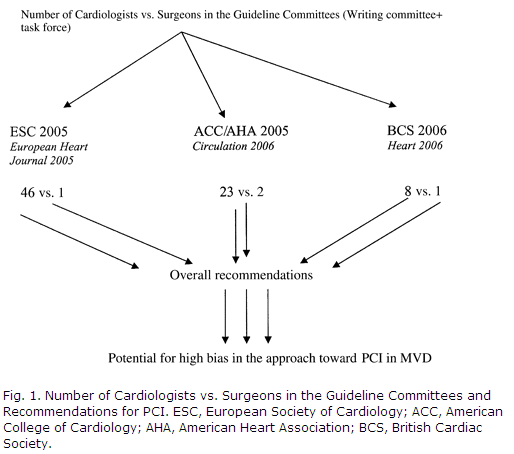 Number of Cardiologists vs. Surgeons in the Guideline Committees (Writing committee+
task force)
ESC 2005
European Heart
Journal 2005
ACC/AHA 2005
Circulation 2006
BCS 2006
Heart 2006
46 vs. 1
23 vs. 2
8 vs. 1
Overall recommendations
Potential for high bias in the approach toward PCI in MVD
Fig. 1. Number of Cardiologists vs. Surgeons in the Guideline Committees and
Recommendations for PCI. ESC, European Society of Cardiology; ACC, American
College of Cardiology; AHA, American Heart Association; BCS, British Cardiac
Society.